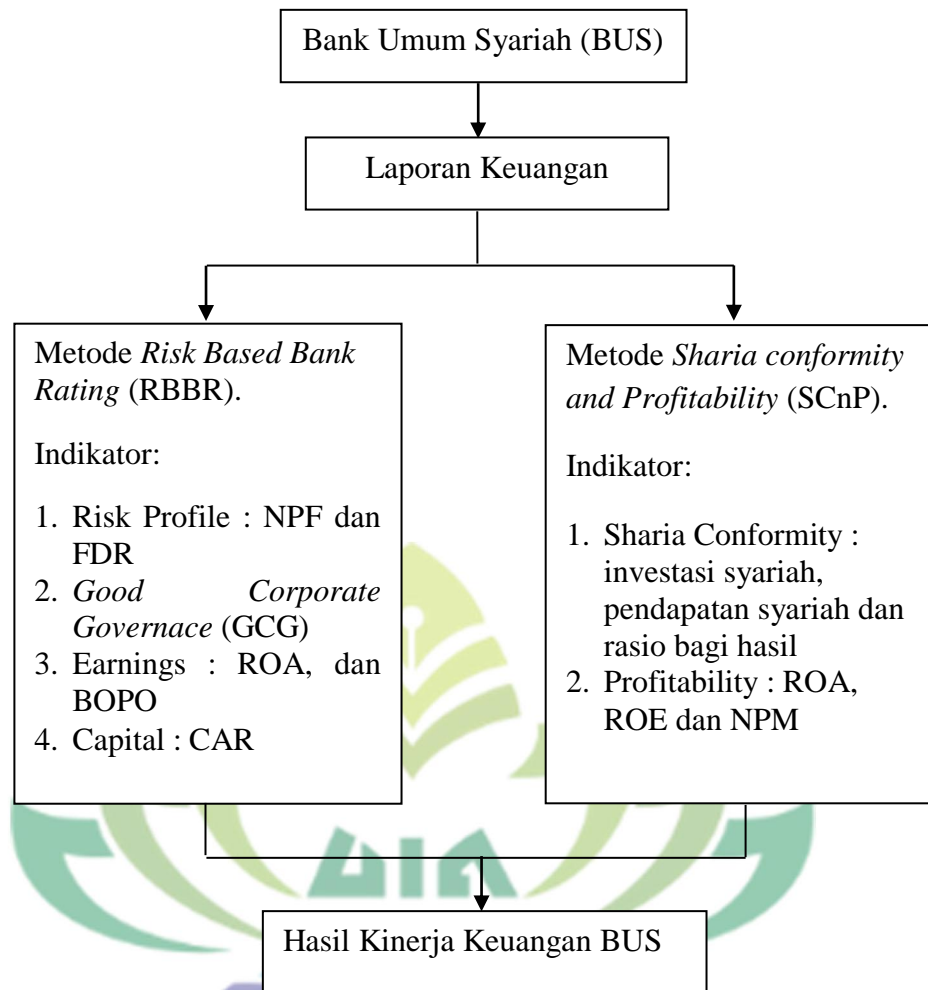 Bank Umum Syariah (BUS)
Laporan Keuangan
Metode Risk Based Bank
Rating (RBBR).
Indikator:
1. Risk Profile : NPF dan
FDR
2. Good Corporate
Governace (GCG)
3. Earnings : ROA, dan
BOPO
4. Capital : CAR
Metode Sharia conformity
and Profitability (SCnP).
Indikator:
1. Sharia Conformity :
investasi syariah,
pendapatan syariah dan
rasio bagi hasil
2. Profitability : ROA,
ROE dan NPM
UIN
Hasil Kinerja Keuangan BUS